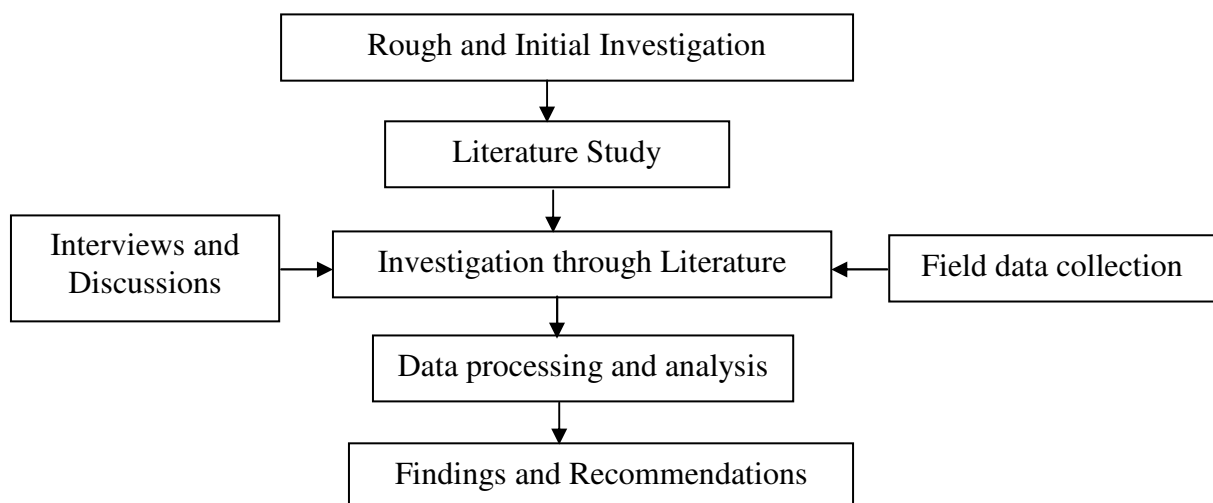 Rough and Initial Investigation
Literature Study
Interviews and
Discussions
Investigation through Literature
Field data collection
Data processing and analysis
Findings and Recommendations